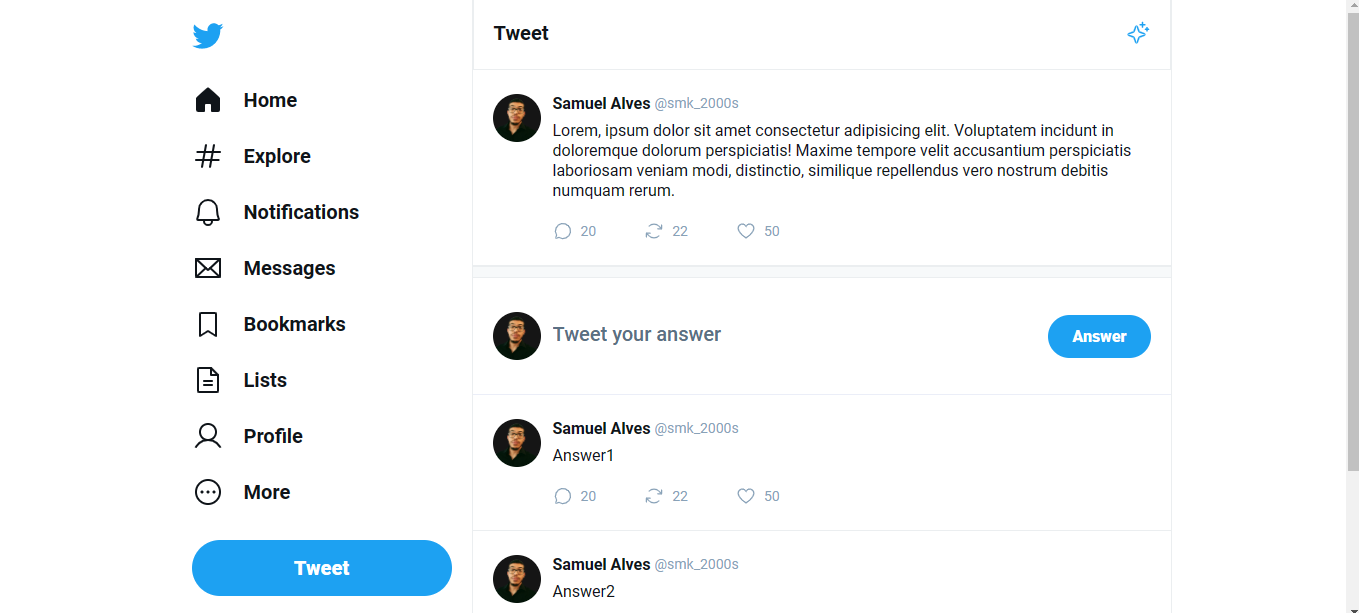 Home
Explore
Notifications
Messages
Bookmarks
Lists
Profile
More
Tweet
Tweet
Samuel Alves @smk_2000s
Lorem, ipsum dolor sit amet consectetur adipisicing elit. Voluptatem incidunt in
doloremque dolorum perspiciatis! Maxime tempore velit accusantium perspiciatis
laboriosam veniam modi, distinctio, similique repellendus vero nostrum debitis
numquam rerum.
20 22 50
Tweet your answer
Answer
Samuel Alves @smk_2000s
Answer1
20 22 50
Samuel Alves @smk_2000s
Answer2